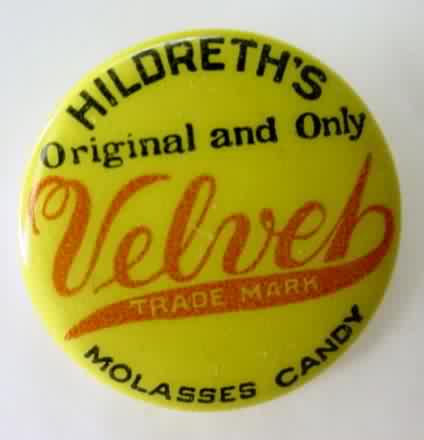 HILDRETH'S
Original and Only
Velvet
TRADE MARK
MOLASSES CANDY